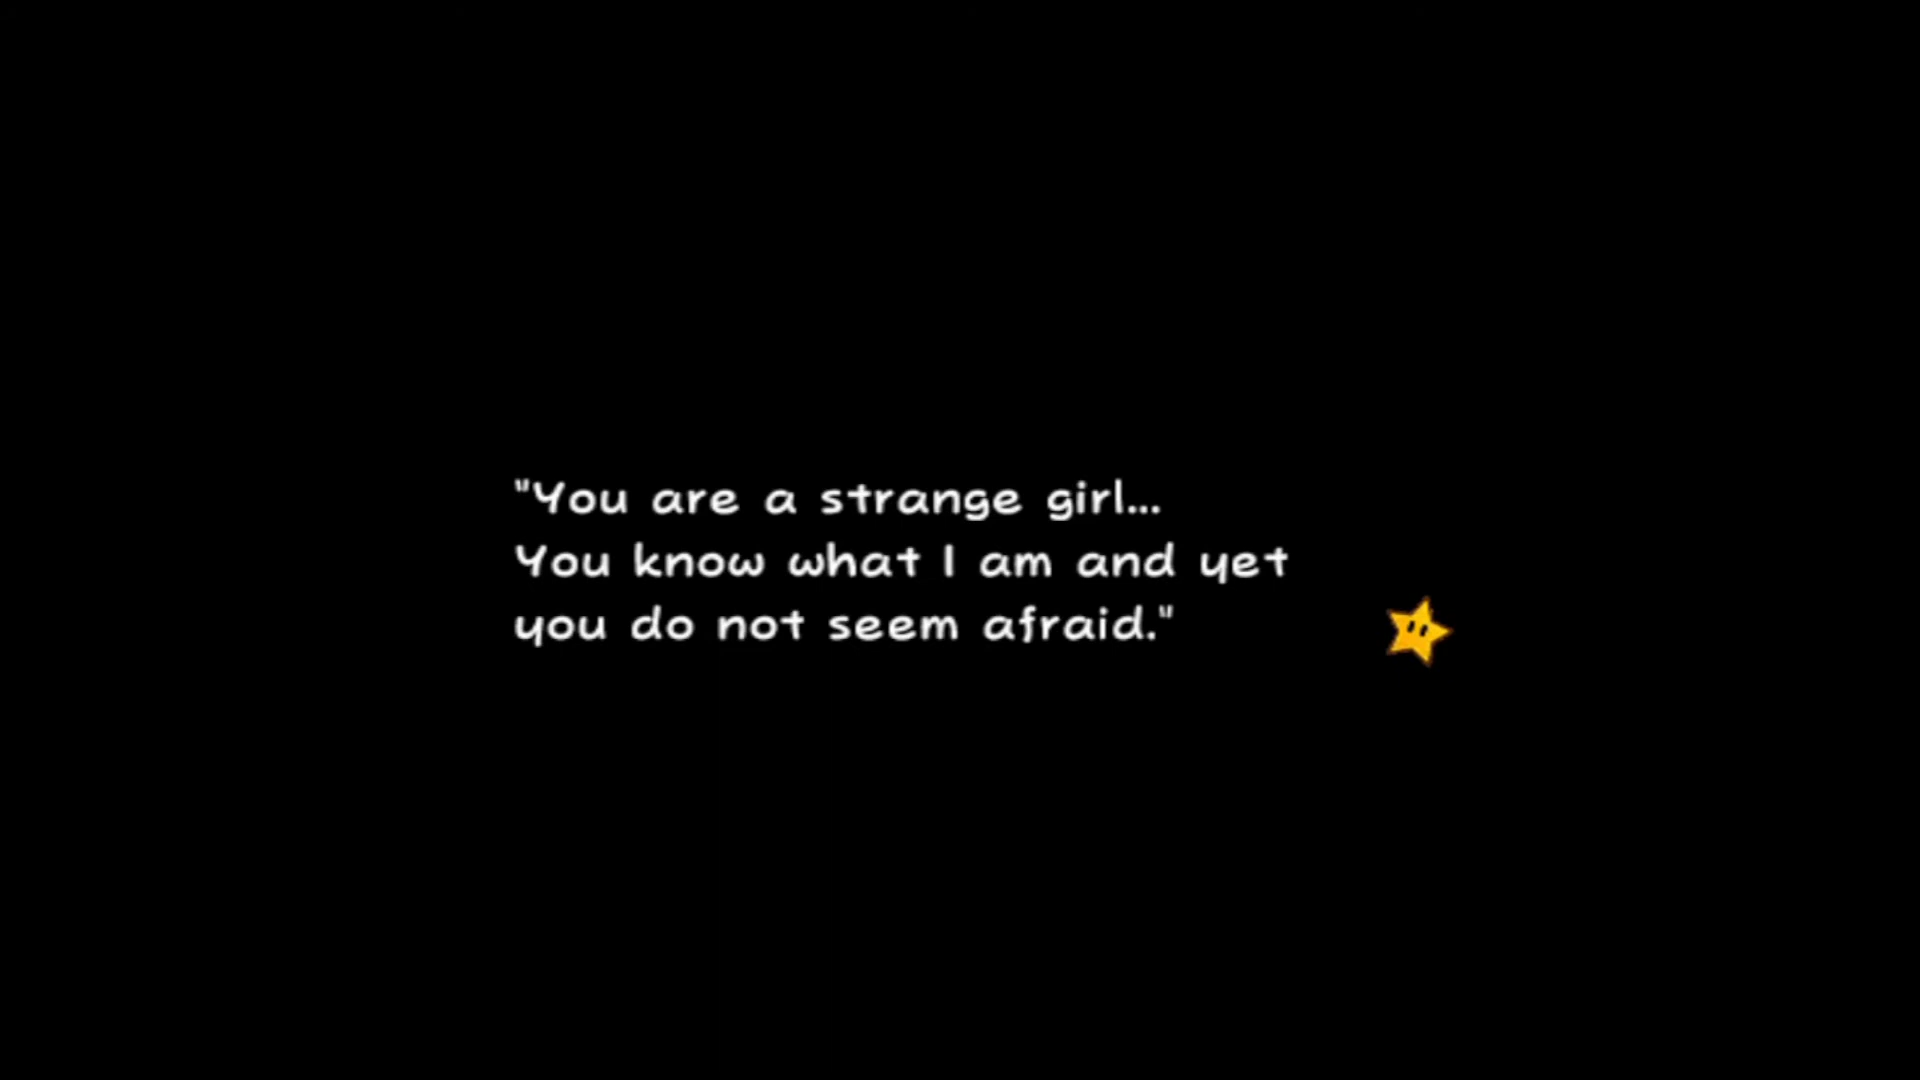 "You are a strange girl...
You know what I am and yet
you do not seem afraid."